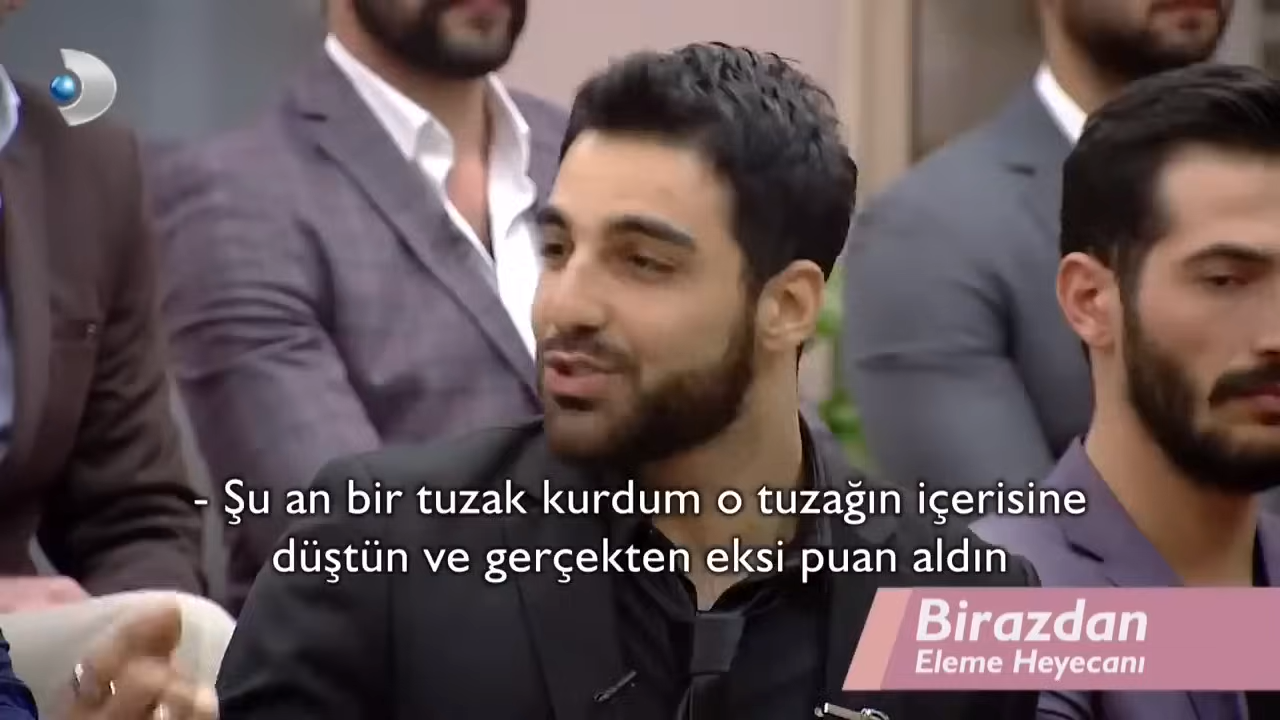 - Şu an bir tuzak kurdum o tuzağın içerisine
düştün ve gerçekten eksi puan aldın
Birazdan
Eleme Heyecanı